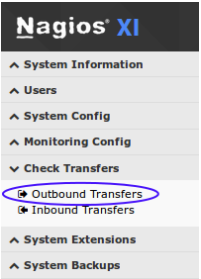 Nagios® XI
System Information
Users
System Config
Monitoring Config
Check Transfers
Outbound Transfers
Inbound Transfers
System Extensions
System Backups